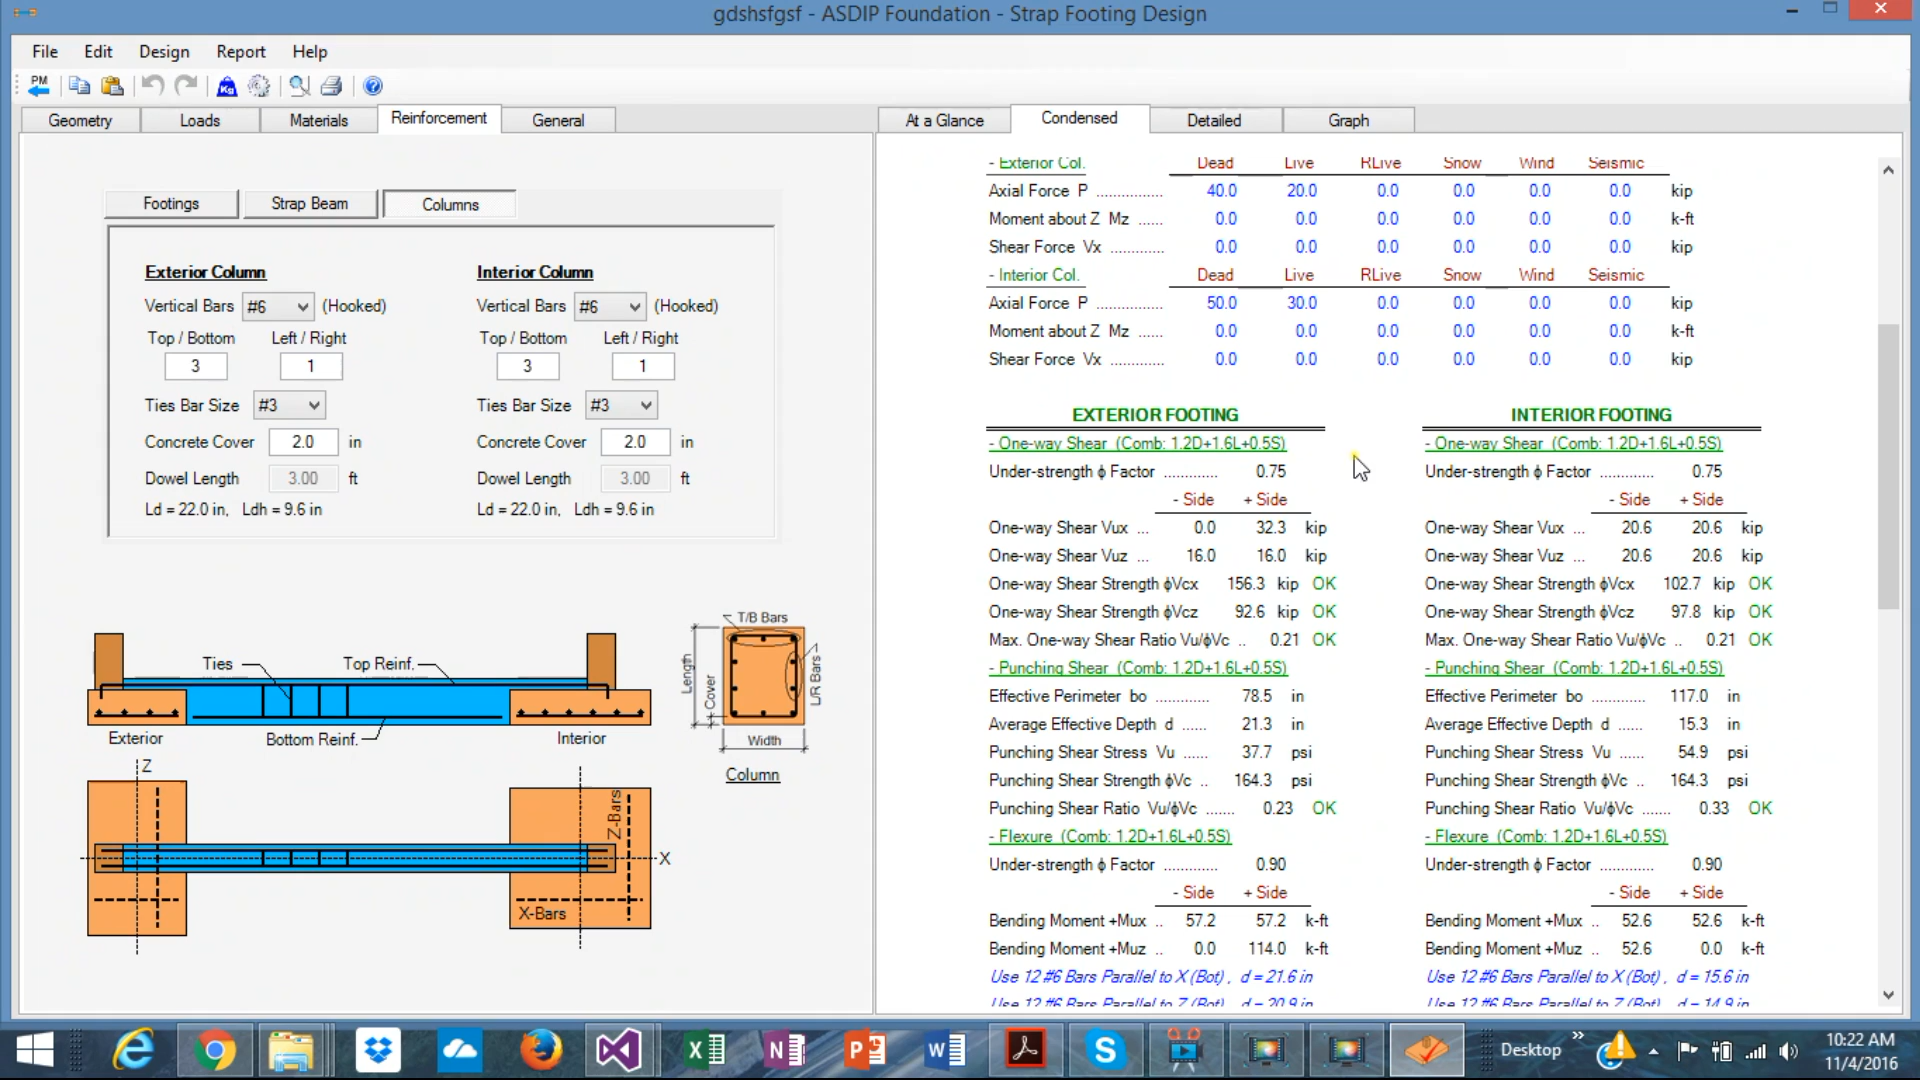 gdshsfgsf - ASDIP Foundation - Strap Footing Design
File Edit Design Report Help
PM Kg
Geometry Loads Materials Reinforcement General
At a Glance Condensed Detailed Graph
Footings Strap Beam Columns
Exterior Column
Vertical Bars #6 (Hooked)
Top / Bottom Left / Right
3 1
Ties Bar Size #3
Concrete Cover 2.0 in
Dowel Length 3.00 ft
Ld = 22.0 in, Ldh = 9.6 in
Interior Column
Vertical Bars #6 (Hooked)
Top / Bottom Left / Right
3 1
Ties Bar Size #3
Concrete Cover 2.0 in
Dowel Length 3.00 ft
Ld = 22.0 in, Ldh = 9.6 in
Ties Top Reinf.
Exterior Bottom Reinf. Interior
T/B Bars
Length
Cover
L/R Bars
Width
Column
Z
Z-Bars
X
X-Bars
- Exterior Col. Dead Live RLive Snow Wind Seismic
Axial Force P ............... 40.0 20.0 0.0 0.0 0.0 0.0 kip
Moment about Z Mz ...... 0.0 0.0 0.0 0.0 0.0 0.0 k-ft
Shear Force Vx ............. 0.0 0.0 0.0 0.0 0.0 0.0 kip
- Interior Col. Dead Live RLive Snow Wind Seismic
Axial Force P ............... 50.0 30.0 0.0 0.0 0.0 0.0 kip
Moment about Z Mz ...... 0.0 0.0 0.0 0.0 0.0 0.0 k-ft
Shear Force Vx ............. 0.0 0.0 0.0 0.0 0.0 0.0 kip
EXTERIOR FOOTING
- One-way Shear (Comb: 1.2D+1.6L+0.5S)
Under-strength ϕ Factor ............. 0.75
- Side + Side
One-way Shear Vux ... 0.0 32.3 kip
One-way Shear Vuz ... 16.0 16.0 kip
One-way Shear Strength ϕVcx 156.3 kip OK
One-way Shear Strength ϕVcz 92.6 kip OK
Max. One-way Shear Ratio Vu/ϕVc .. 0.21 OK
- Punching Shear (Comb: 1.2D+1.6L+0.5S)
Effective Perimeter bo ............. 78.5 in
Average Effective Depth d ...... 21.3 in
Punching Shear Stress Vu ...... 37.7 psi
Punching Shear Strength ϕVc .. 164.3 psi
Punching Shear Ratio Vu/ϕVc ....... 0.23 OK
- Flexure (Comb: 1.2D+1.6L+0.5S)
Under-strength ϕ Factor ............. 0.90
- Side + Side
Bending Moment +Mux .. 57.2 57.2 k-ft
Bending Moment +Muz .. 0.0 114.0 k-ft
Use 12 #6 Bars Parallel to X (Bot) , d = 21.6 in
Use 12 #6 Bars Parallel to Z (Bot) , d = 20.9 in
INTERIOR FOOTING
- One-way Shear (Comb: 1.2D+1.6L+0.5S)
Under-strength ϕ Factor ............. 0.75
- Side + Side
One-way Shear Vux ... 20.6 20.6 kip
One-way Shear Vuz ... 20.6 20.6 kip
One-way Shear Strength ϕVcx 102.7 kip OK
One-way Shear Strength ϕVcz 97.8 kip OK
Max. One-way Shear Ratio Vu/ϕVc .. 0.21 OK
- Punching Shear (Comb: 1.2D+1.6L+0.5S)
Effective Perimeter bo ............. 117.0 in
Average Effective Depth d ...... 15.3 in
Punching Shear Stress Vu ...... 54.9 psi
Punching Shear Strength ϕVc .. 164.3 psi
Punching Shear Ratio Vu/ϕVc ....... 0.33 OK
- Flexure (Comb: 1.2D+1.6L+0.5S)
Under-strength ϕ Factor ............. 0.90
- Side + Side
Bending Moment +Mux .. 52.6 52.6 k-ft
Bending Moment +Muz .. 52.6 0.0 k-ft
Use 12 #6 Bars Parallel to X (Bot) , d = 15.6 in
Use 12 #6 Bars Parallel to Z (Bot) , d = 14.9 in
Desktop
10:22 AM
11/4/2016